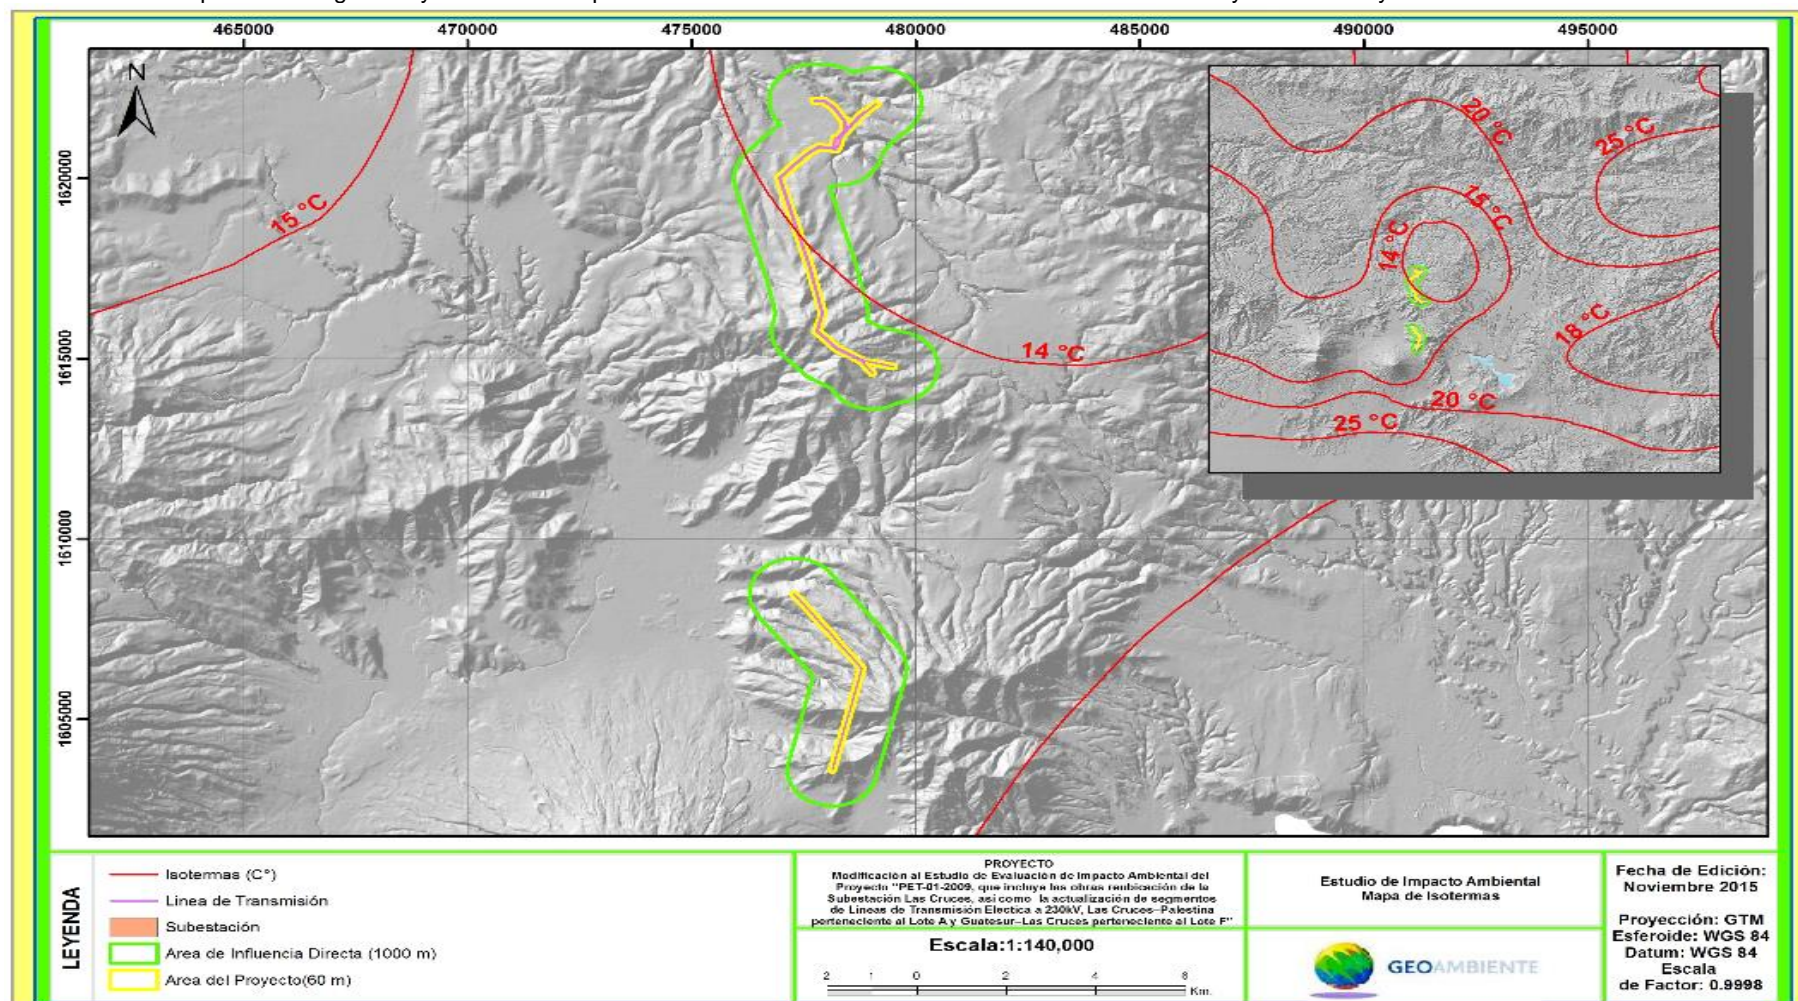 465000 470000 475000 480000 485000 490000 495000
N
1620000
1615000
1610000
1605000
15 °C
14 °C
20 °C
25 °C
15 °C
14 °C
18 °C
20 °C
25 °C
LEYENDA
Isotermas (C°)
Linea de Transmisión
Subestación
Area de Influencia Directa (1000 m)
Area del Proyecto(60 m)
PROYECTO
Modificación al Estudio de Evaluación de Impacto Ambiental del
Proyecto "PET-01-2009, que incluye las obras reubicación de la
Subestación Las Cruces, así como la actualización de segmentos
de Lineas de Transmisión Electica a 230kV, Las Cruces-Palestina
perteneciente al Lote A y Guatesur-Las Cruces perteneciente al Lote F"
Escala:1:140,000
2 1 0 2 4 8
Km.
Estudio de Impacto Ambiental
Mapa de Isotermas
GEOAMBIENTE
Fecha de Edición:
Noviembre 2015
Proyección: GTM
Esferoide: WGS 84
Datum: WGS 84
Escala
de Factor: 0.9998